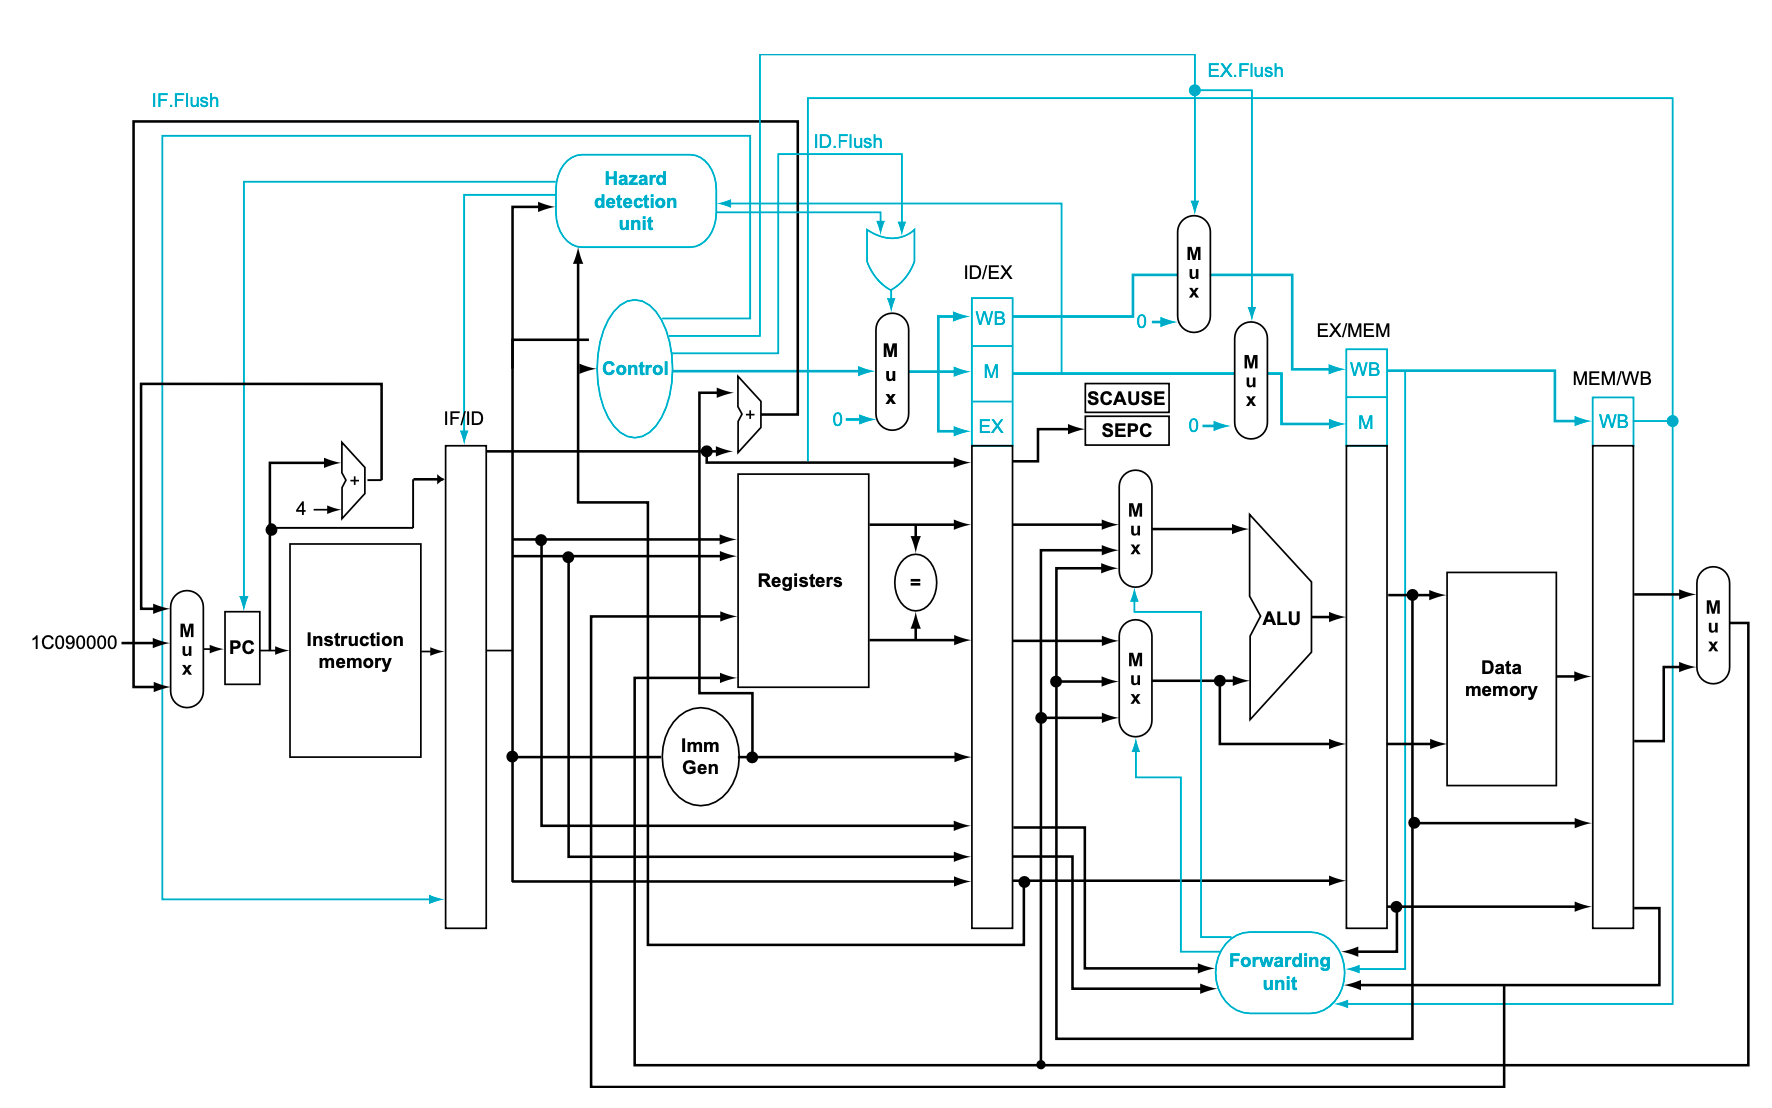 EX.Flush
IF.Flush
ID.Flush
Hazard
detection
unit
M
u
x
ID/EX
0
WB
EX/MEM
M
u
x
M
u
x
Control
M
WB
MEM/WB
SCAUSE
0
+
IF/ID
EX
SEPC
0
M
WB
+
4
M
u
x
Registers
=
ALU
M
u
x
1C090000
M
u
x
PC
Instruction
memory
M
u
x
Data
memory
Imm
Gen
Forwarding
unit